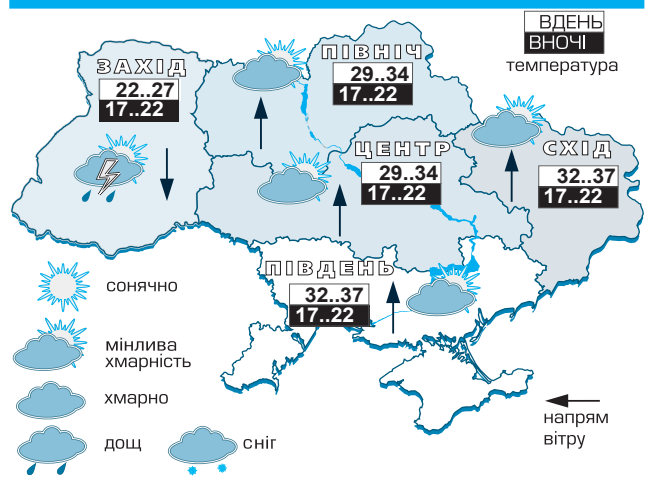 ВДЕНЬ
ВНОЧІ
температура
ЗАХІД
22..27
17..22
ПІВНІЧ
29..34
17..22
ЦЕНТР
29..34
17..22
СХІД
32..37
17..22
ПІВДЕНЬ
32..37
17..22
сонячно
мінлива
хмарність
хмарно
дощ
сніг
напрям
вітру